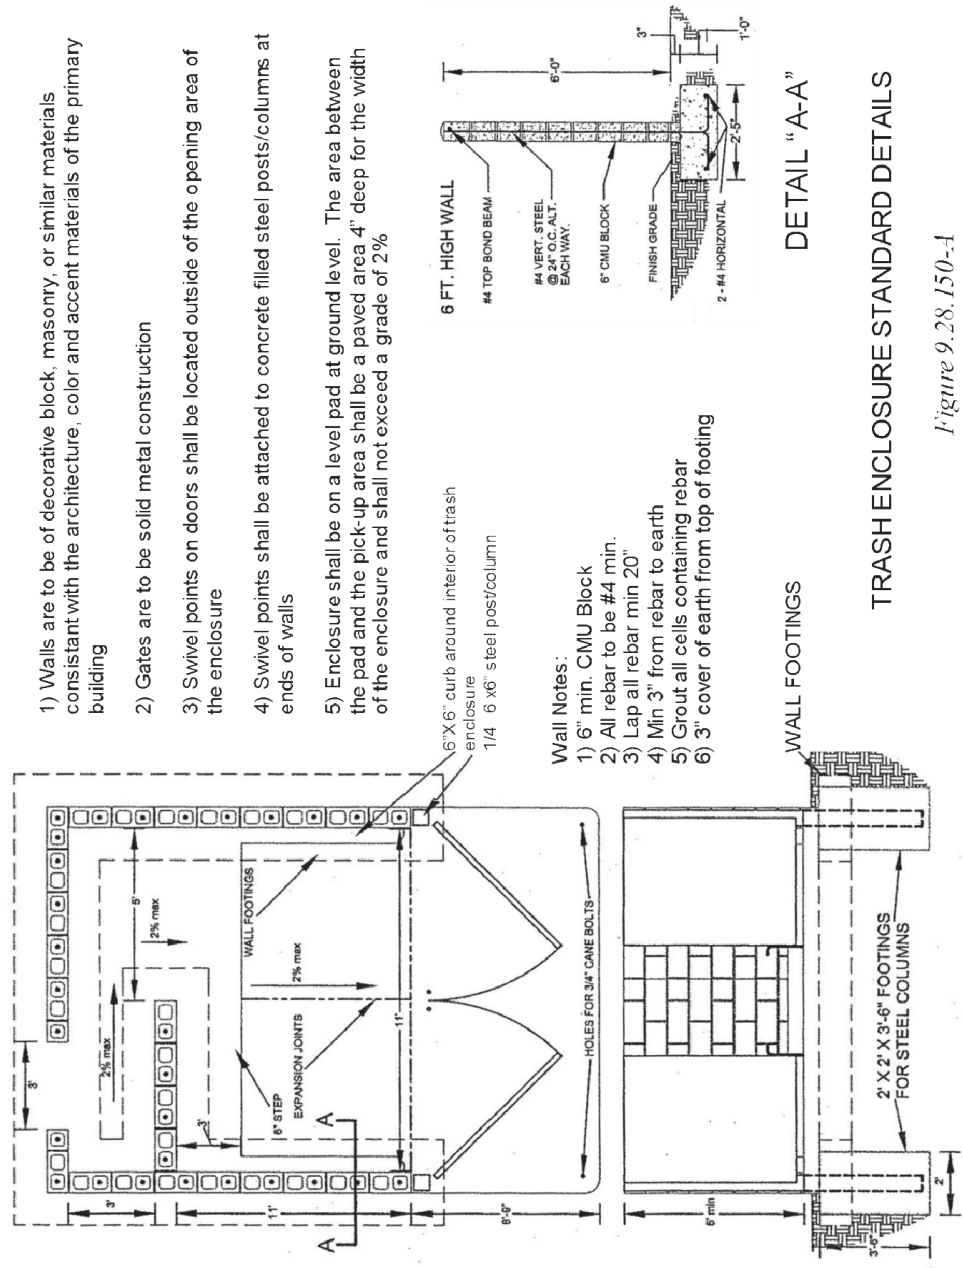 1) Walls are to be of decorative block, masonry, or similar materials
consistant with the architecture, color and accent materials of the primary
building
2) Gates are to be solid metal construction
3) Swivel points on doors shall be located outside of the opening area of
the enclosure
4) Swivel points shall be attached to concrete filled steel posts/columns at
ends of walls
5) Enclosure shall be on a level pad at ground level. The area between
the pad and the pick-up area shall be a paved area 4" deep for the width
of the enclosure and shall not exceed a grade of 2%
6"X 6" curb around interior of trash
enclosure
1/4 6 x6" steel post/column
3'
3'
5'
2% max
2% max
3'
11'
WALL FOOTINGS
2% max
6" STEP
EXPANSION JOINTS
11'
A
A
8'-0"
HOLES FOR 3/4" CANE BOLTS
6 FT. HIGH WALL
#4 TOP BOND BEAM
#4 VERT. STEEL
@ 24" O.C. ALT.
EACH WAY.
6" CMU BLOCK
FINISH GRADE
2 - #4 HORIZONTAL
6'-0"
3"
1'-0"
2'-5"
DETAIL "A-A"
Wall Notes:
1) 6" min. CMU Block
2) All rebar to be #4 min.
3) Lap all rebar min 20"
4) Min 3" from rebar to earth
5) Grout all cells containing rebar
6) 3" cover of earth from top of footing
WALL FOOTINGS
6' min
2' X 2' X 3'-6" FOOTINGS
FOR STEEL COLUMNS
3'-6"
2'
TRASH ENCLOSURE STANDARD DETAILS
Figure 9.28.150-A